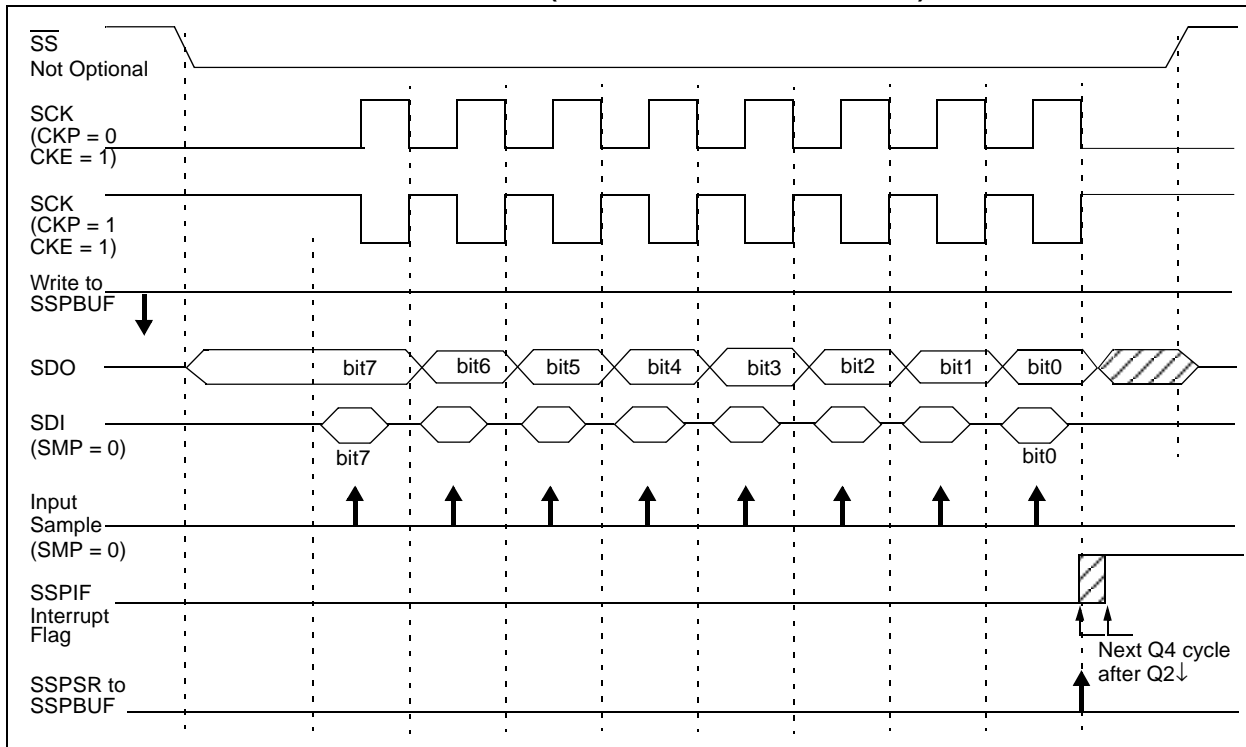 SS
Not Optional
SCK
(CKP = 0
CKE = 1)
SCK
(CKP = 1
CKE = 1)
Write to
SSPBUF
SDO
bit7 bit6 bit5 bit4 bit3 bit2 bit1 bit0
SDI
(SMP = 0)
bit7 bit0
Input
Sample
(SMP = 0)
SSPIF
Interrupt
Flag
Next Q4 cycle
after Q2↓
SSPSR to
SSPBUF